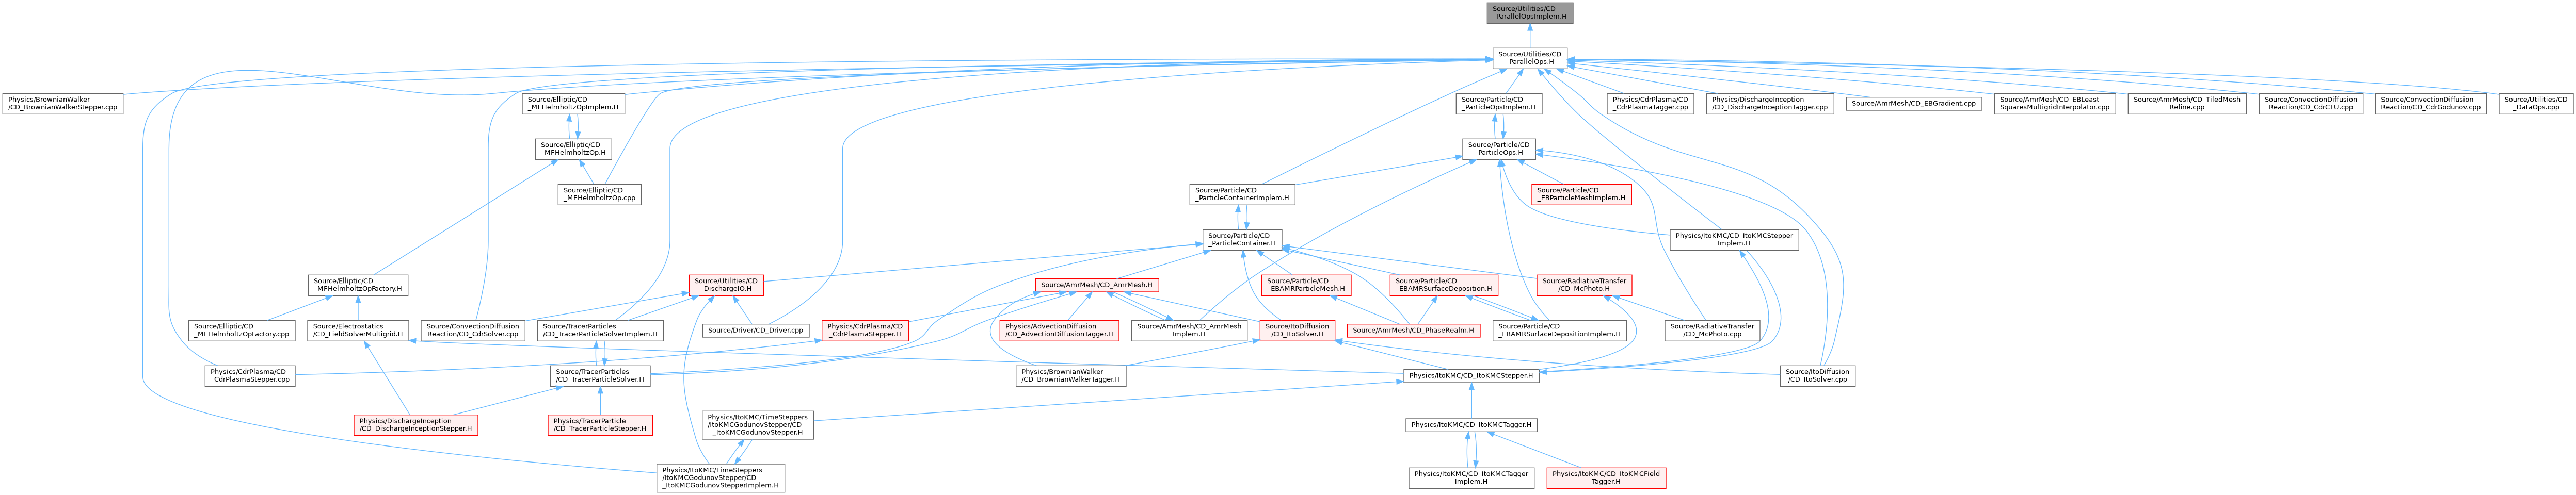 Source/Utilities/CD
_ParallelOpsImplem.H
Source/Utilities/CD
_ParallelOps.H
Physics/BrownianWalker
/CD_BrownianWalkerStepper.cpp
Source/Elliptic/CD
_MFHelmholtzOpImplem.H
Source/Particle/CD
_ParticleOpsImplem.H
Physics/CdrPlasma/CD
_CdrPlasmaTagger.cpp
Physics/DischargeInception
/CD_DischargeInceptionTagger.cpp
Source/AmrMesh/CD_EBGradient.cpp
Source/AmrMesh/CD_EBLeast
SquaresMultigridInterpolator.cpp
Source/AmrMesh/CD_TiledMesh
Refine.cpp
Source/ConvectionDiffusion
Reaction/CD_CdrCTU.cpp
Source/ConvectionDiffusion
Reaction/CD_CdrGodunov.cpp
Source/Utilities/CD
_DataOps.cpp
Source/Elliptic/CD
_MFHelmholtzOp.H
Source/Particle/CD
_ParticleOps.H
Source/Elliptic/CD
_MFHelmholtzOp.cpp
Source/Particle/CD
_ParticleContainerImplem.H
Source/Particle/CD
_EBParticleMeshImplem.H
Source/Particle/CD
_ParticleContainer.H
Physics/ItoKMC/CD_ItoKMCStepper
Implem.H
Source/Elliptic/CD
_MFHelmholtzOpFactory.H
Source/Utilities/CD
_DischargeIO.H
Source/AmrMesh/CD_AmrMesh.H
Source/Particle/CD
_EBAMRParticleMesh.H
Source/Particle/CD
_EBAMRSurfaceDeposition.H
Source/RadiativeTransfer
/CD_McPhoto.H
Source/Elliptic/CD
_MFHelmholtzOpFactory.cpp
Source/Electrostatics
/CD_FieldSolverMultigrid.H
Source/ConvectionDiffusion
Reaction/CD_CdrSolver.cpp
Source/TracerParticles
/CD_TracerParticleSolverImplem.H
Source/Driver/CD_Driver.cpp
Physics/CdrPlasma/CD
_CdrPlasmaStepper.H
Physics/AdvectionDiffusion
/CD_AdvectionDiffusionTagger.H
Source/AmrMesh/CD_AmrMesh
Implem.H
Source/ItoDiffusion
/CD_ItoSolver.H
Source/AmrMesh/CD_PhaseRealm.H
Source/Particle/CD
_EBAMRSurfaceDepositionImplem.H
Source/RadiativeTransfer
/CD_McPhoto.cpp
Physics/CdrPlasma/CD
_CdrPlasmaStepper.cpp
Source/TracerParticles
/CD_TracerParticleSolver.H
Physics/BrownianWalker
/CD_BrownianWalkerTagger.H
Physics/ItoKMC/CD_ItoKMCStepper.H
Source/ItoDiffusion
/CD_ItoSolver.cpp
Physics/DischargeInception
/CD_DischargeInceptionStepper.H
Physics/TracerParticle
/CD_TracerParticleStepper.H
Physics/ItoKMC/TimeSteppers
/ItoKMCGodunovStepper/CD
_ItoKMCGodunovStepper.H
Physics/ItoKMC/CD_ItoKMCTagger.H
Physics/ItoKMC/TimeSteppers
/ItoKMCGodunovStepper/CD
_ItoKMCGodunovStepperImplem.H
Physics/ItoKMC/CD_ItoKMCTagger
Implem.H
Physics/ItoKMC/CD_ItoKMCField
Tagger.H